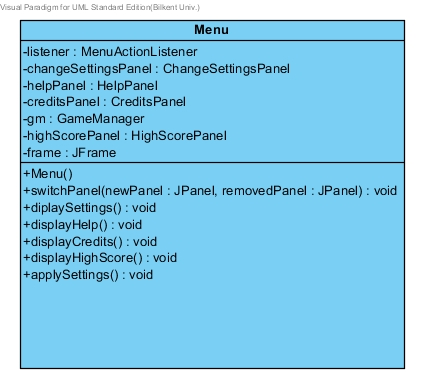 Visual Paradigm for UML Standard Edition(Bilkent Univ.)
Menu
-listener : MenuActionListener
-changeSettingsPanel : ChangeSettingsPanel
-helpPanel : HelpPanel
-creditsPanel : CreditsPanel
-gm : GameManager
-highScorePanel : HighScorePanel
-frame : JFrame
+Menu()
+switchPanel(newPanel : JPanel, removedPanel : JPanel) : void
+diplaySettings() : void
+displayHelp() : void
+displayCredits() : void
+displayHighScore() : void
+applySettings() : void